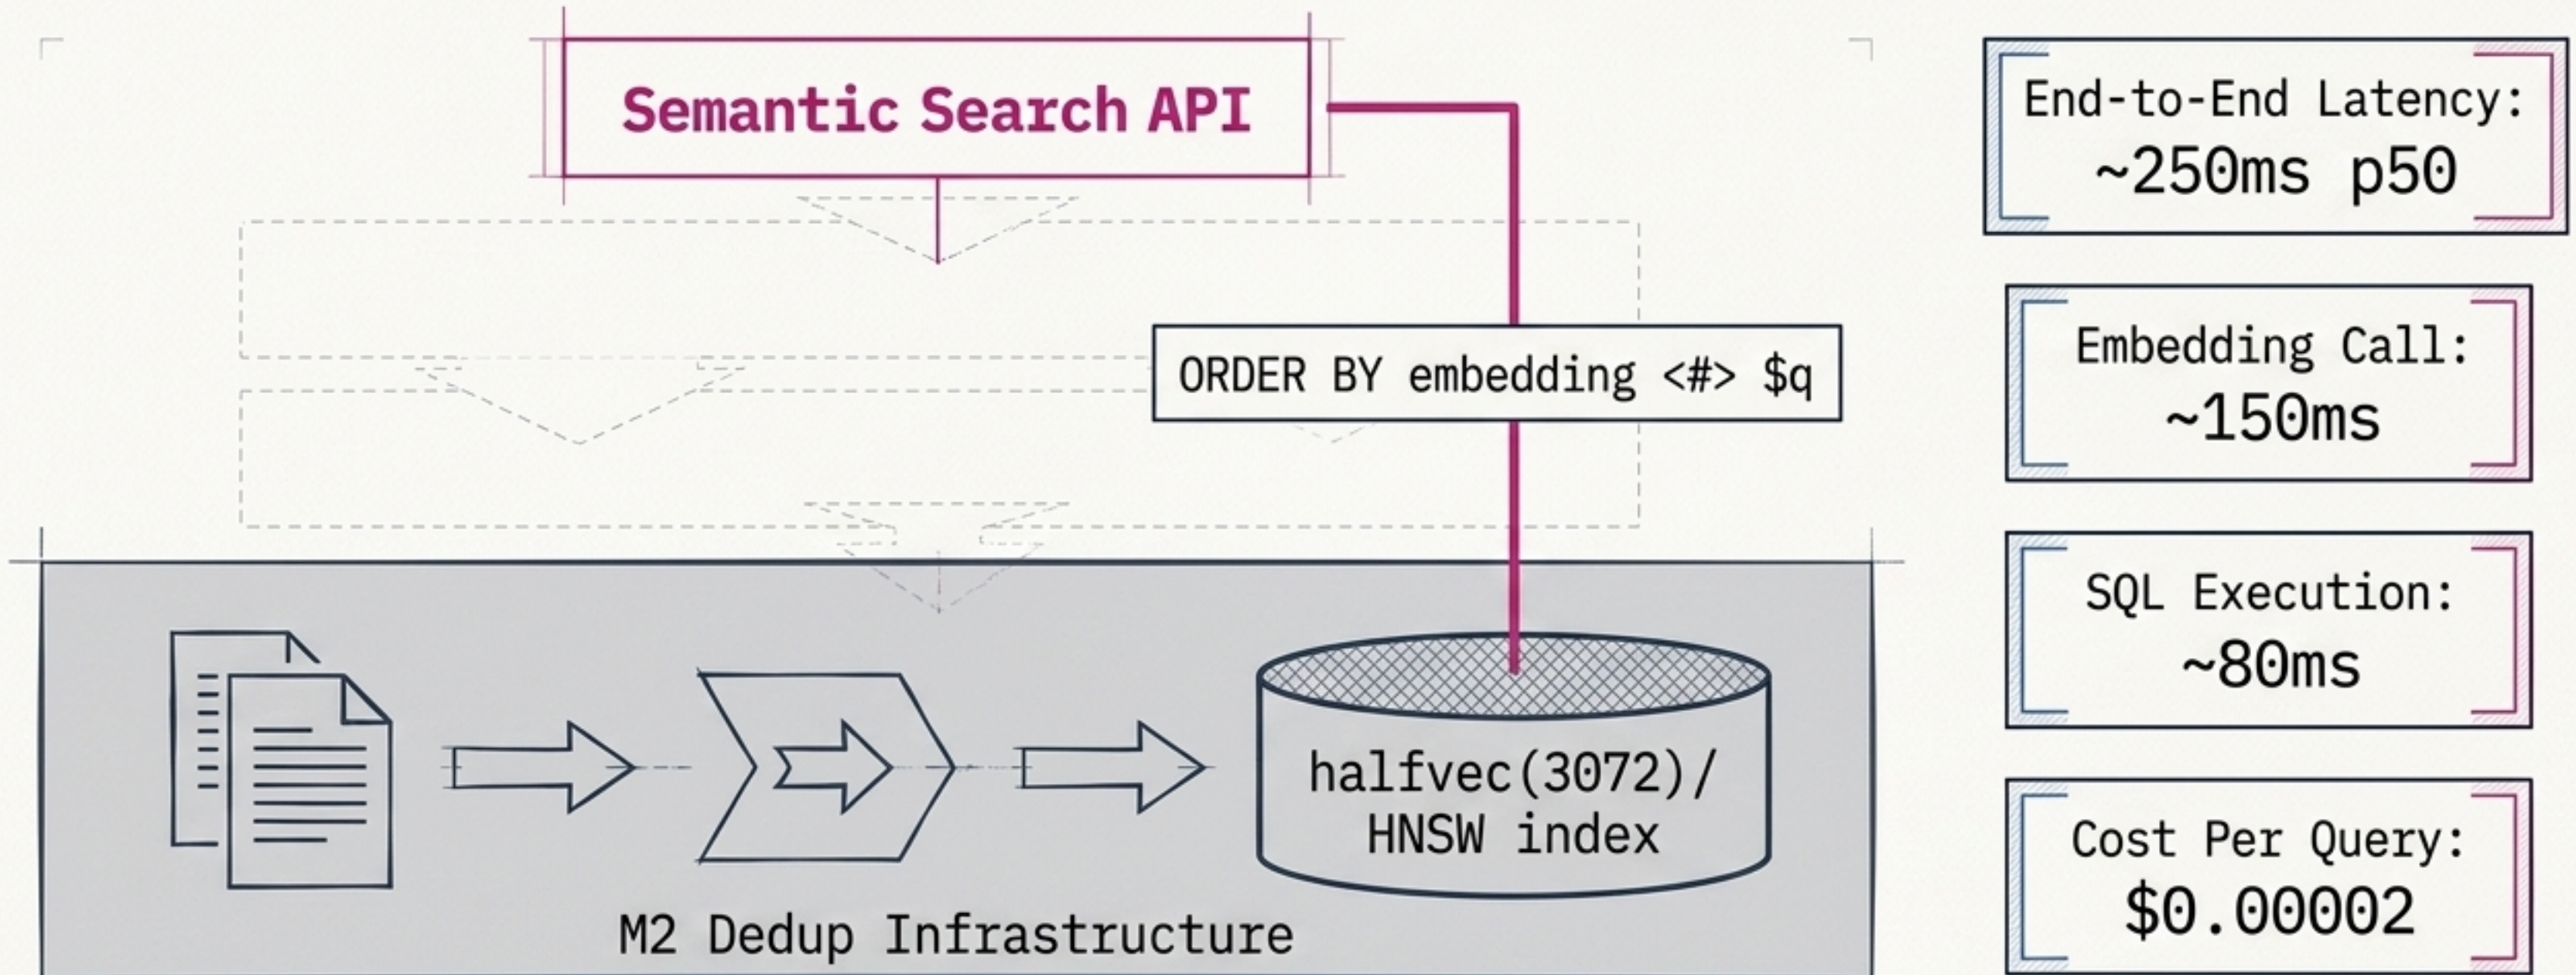 Semantic Search API
ORDER BY embedding <#> $q
halfvec(3072)/
HNSW index
M2 Dedup Infrastructure
End-to-End Latency:
~250ms p50
Embedding Call:
~150ms
SQL Execution:
~80ms
Cost Per Query:
$0.00002